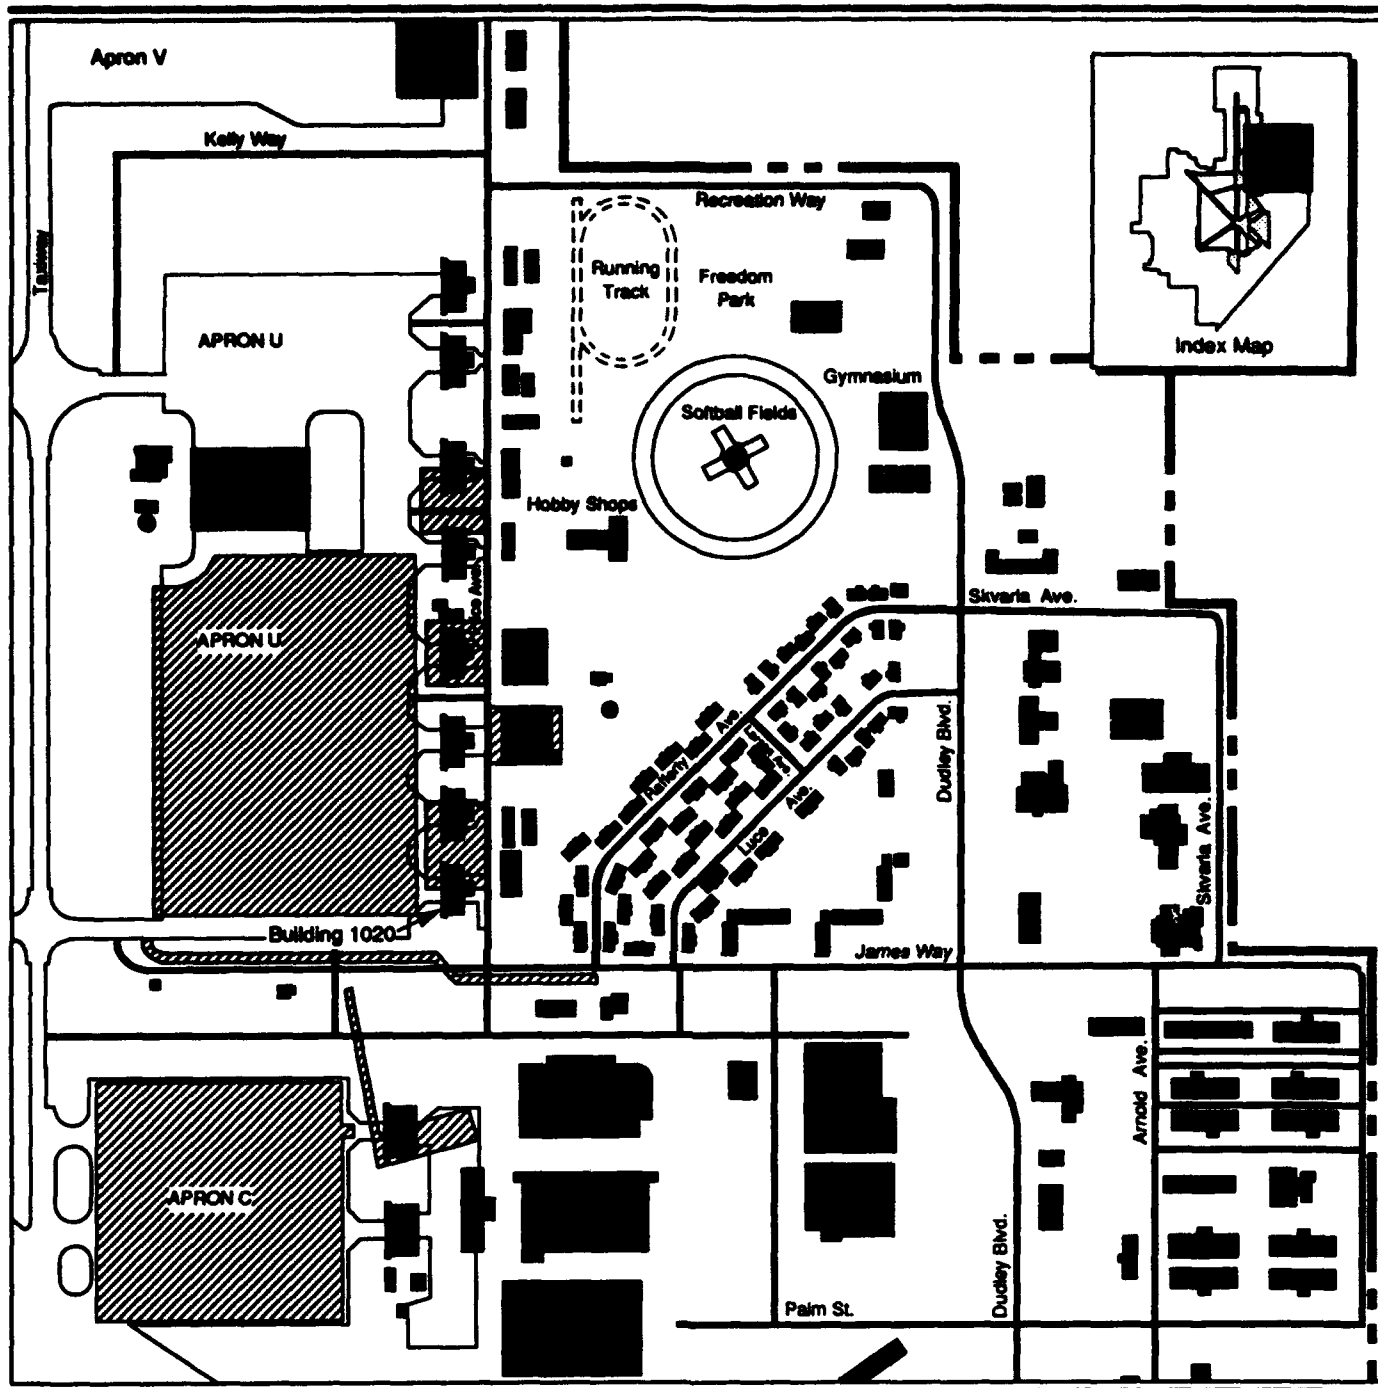 Apron V
Kelly Way
Recreation Way
Taxiway
Running
Track
Freedom
Park
Index Map
APRON U
Gymnasium
Softball Fields
Hobby Shops
Skvarla Ave.
APRON U
Ave.
Rafferty
Ave.
Ave.
Luce
Dudley Blvd.
Skvarla Ave.
Building 1020
James Way
Arnold Ave.
APRON C
Dudley Blvd.
Palm St.